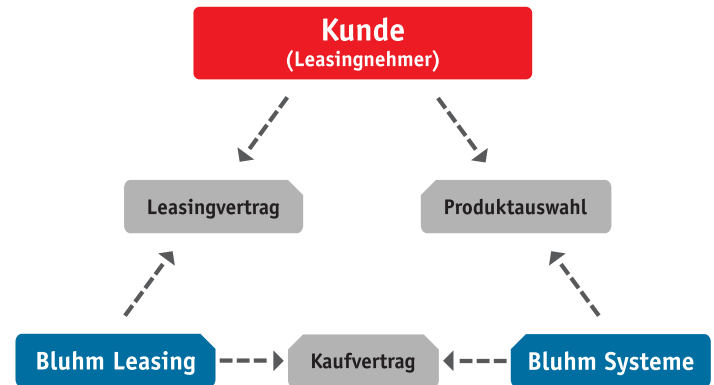 Kunde
(Leasingnehmer)
Leasingvertrag
Produktauswahl
Bluhm Leasing
Kaufvertrag
Bluhm Systeme